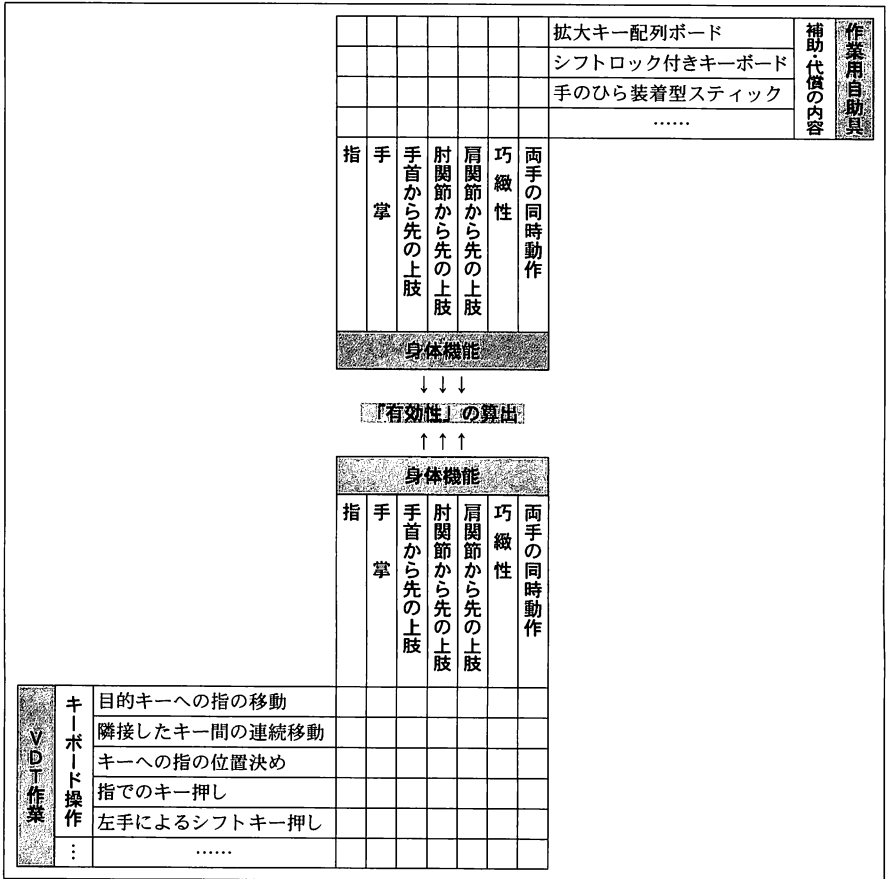 拡大キー配列ボード
シフトロック付きキーボード
手のひら装着型スティック
……
補助・代償の内容
作業用自助具
指
手掌
手首から先の上肢
肘関節から先の上肢
肩関節から先の上肢
巧緻性
両手の同時動作
身体機能
↓ ↓ ↓
「有効性」の算出
↑ ↑ ↑
身体機能
指
手掌
手首から先の上肢
肘関節から先の上肢
肩関節から先の上肢
巧緻性
両手の同時動作
VDT作業
キーボード操作
目的キーへの指の移動
隣接したキー間の連続移動
キーへの指の位置決め
指でのキー押し
左手によるシフトキー押し
…
……